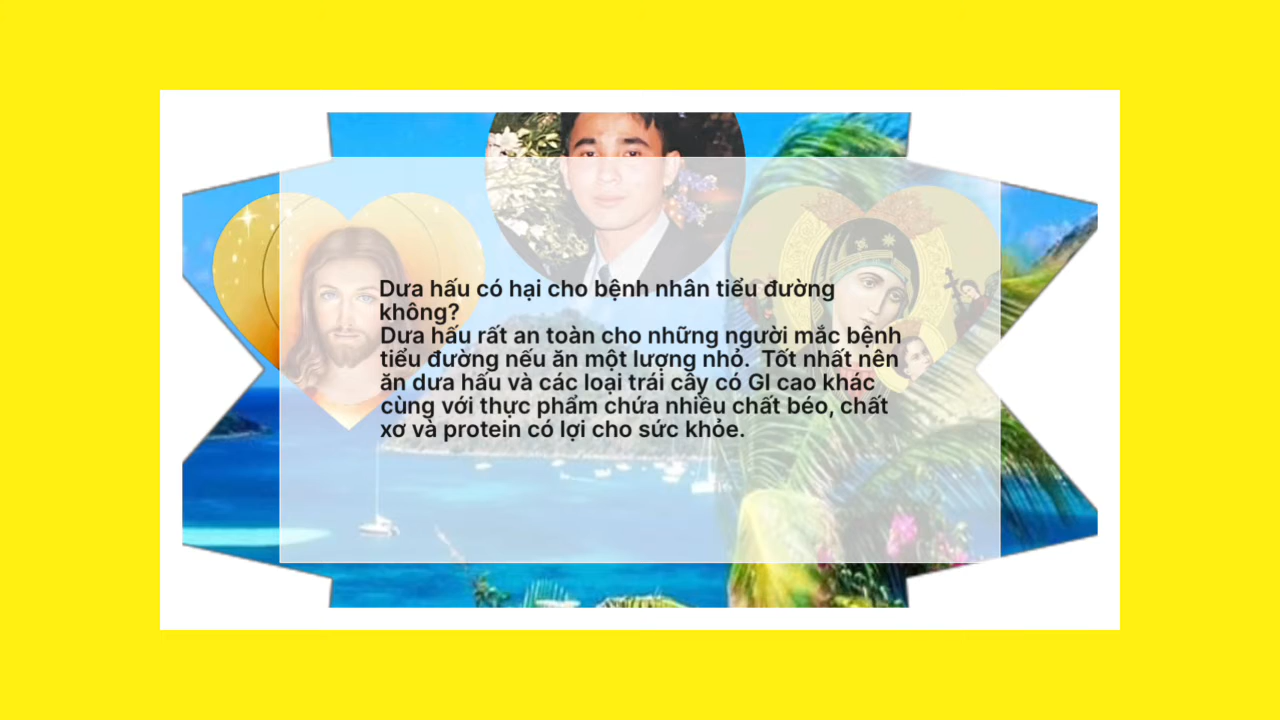 Dưa hấu có hại cho bệnh nhân tiểu đường
không?
Dưa hấu rất an toàn cho những người mắc bệnh
tiểu đường nếu ăn một lượng nhỏ.  Tốt nhất nên
ăn dưa hấu và các loại trái cây có GI cao khác
cùng với thực phẩm chứa nhiều chất béo, chất
xơ và protein có lợi cho sức khỏe.